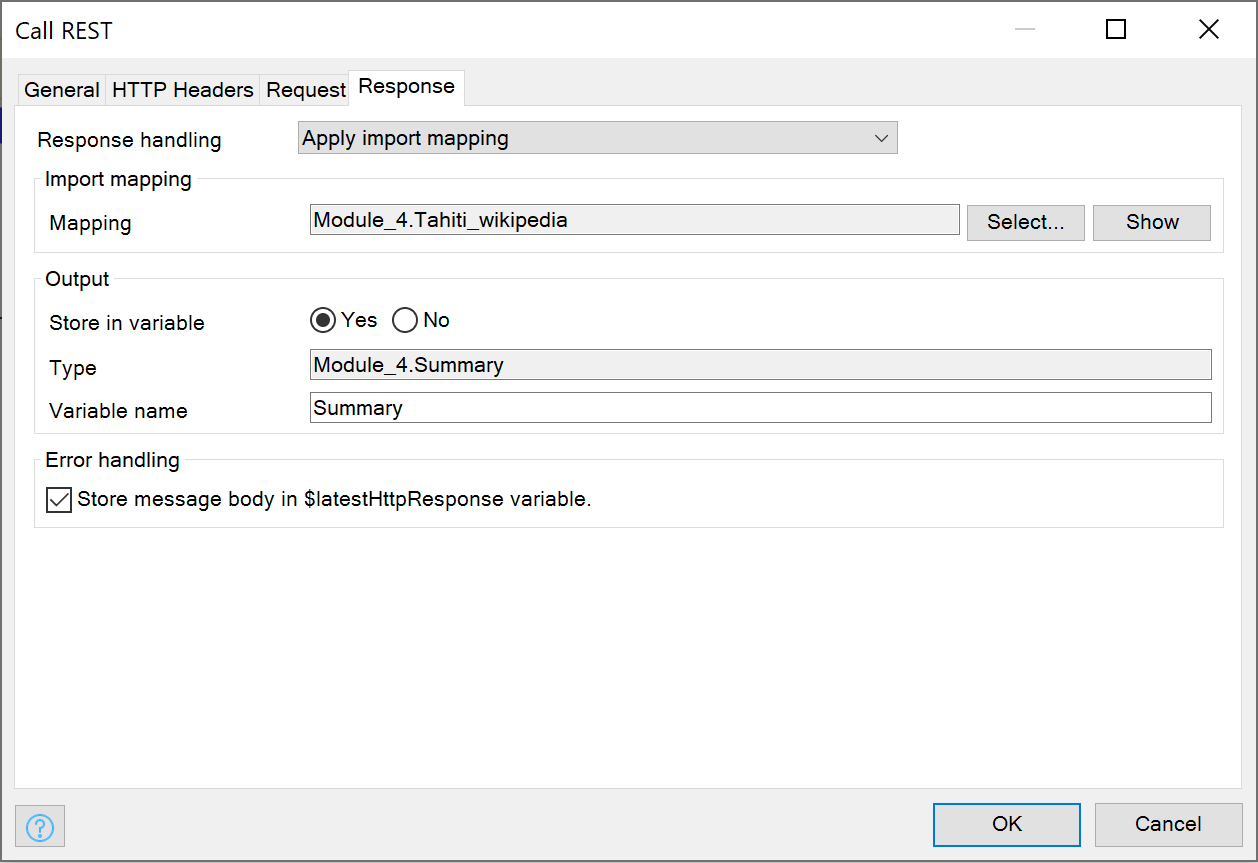 Call REST
General HTTP Headers Request Response
Response handling Apply import mapping
Import mapping
Mapping Module_4.Tahiti_wikipedia Select... Show
Output
Store in variable Yes No
Type Module_4.Summary
Variable name Summary
Error handling
Store message body in $latestHttpResponse variable.
? OK Cancel